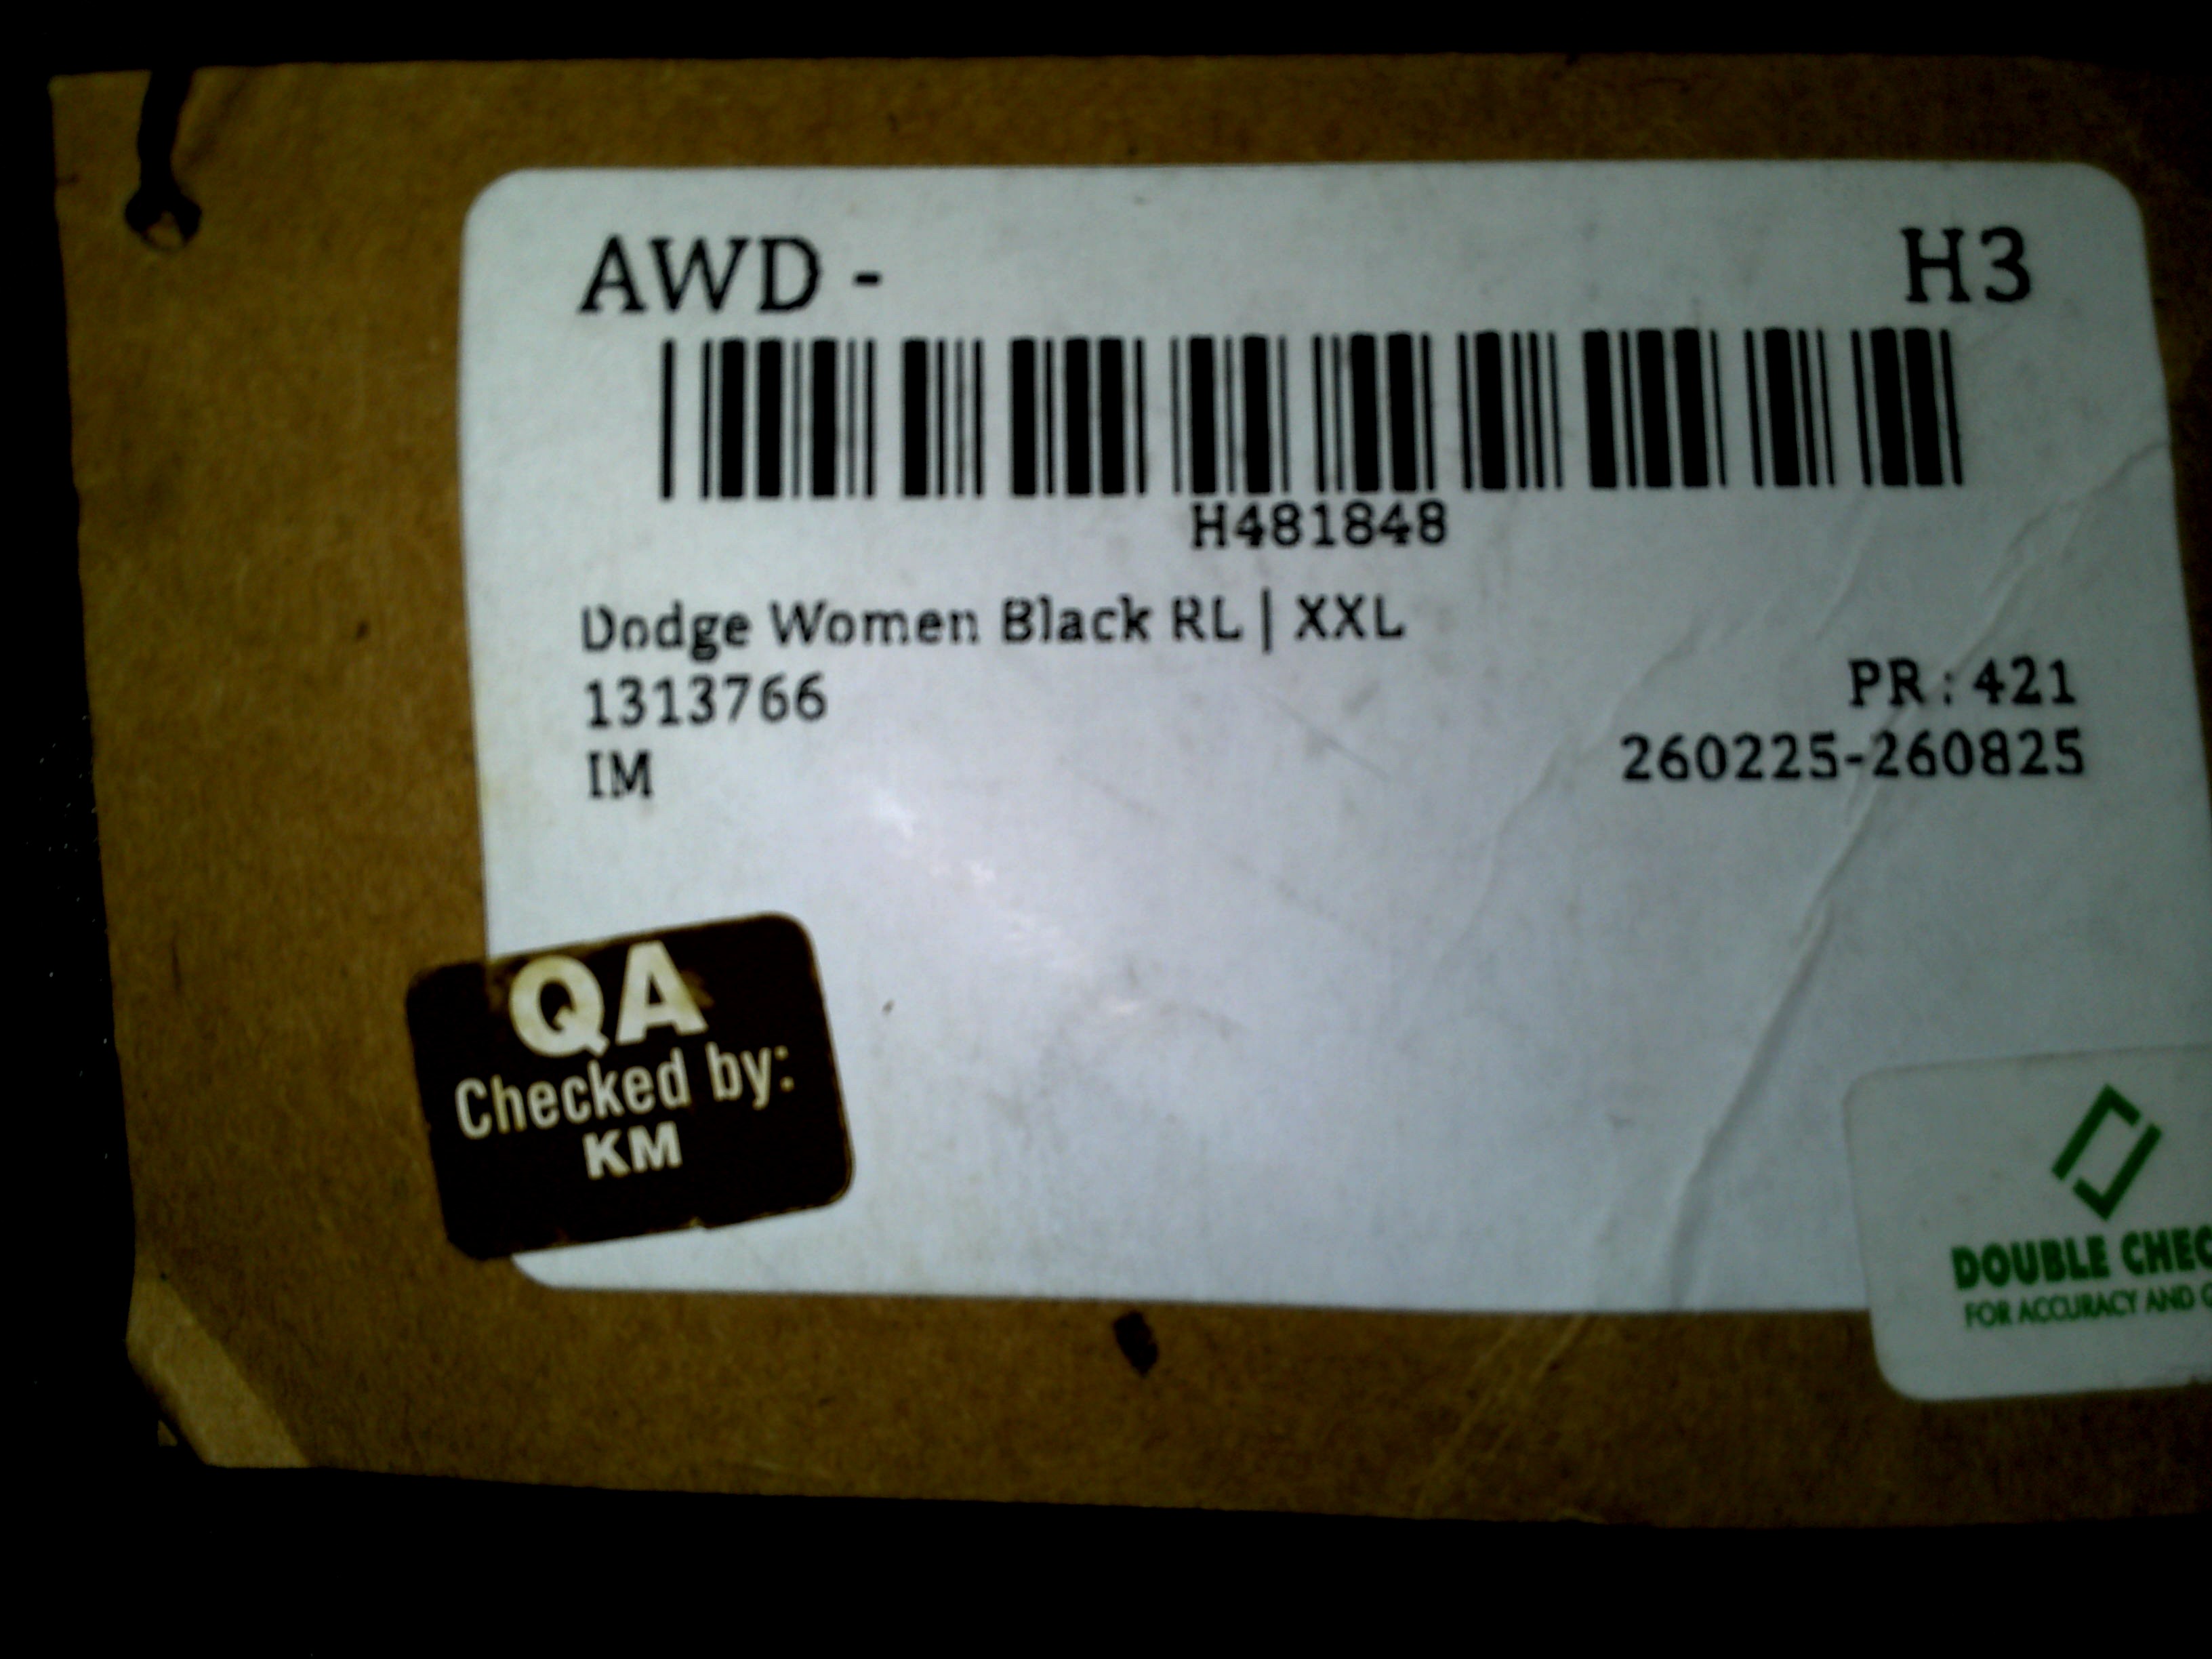 AWD - H3
H481848
Dodge Women Black RL | XXL
1313766
PR : 421
IM
260225-260825
QA
Checked by:
KM
DOUBLE
FOR ACCURACY AND